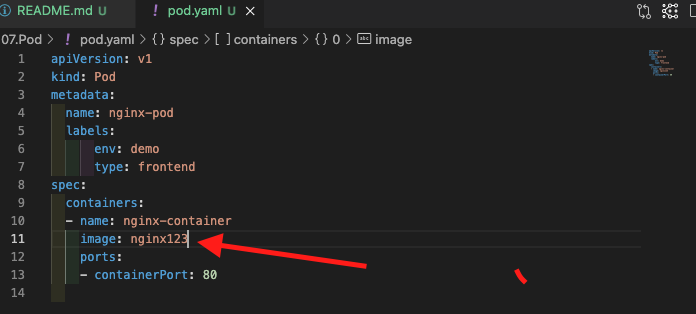 README.md U
pod.yaml U
07.Pod > ! pod.yaml > {} spec > [ ] containers > {} 0 > abc image
1 apiVersion: v1
2 kind: Pod
3 metadata:
4 name: nginx-pod
5 labels:
6 env: demo
7 type: frontend
8 spec:
9 containers:
10 - name: nginx-container
11 image: nginx123
12 ports:
13 - containerPort: 80
14